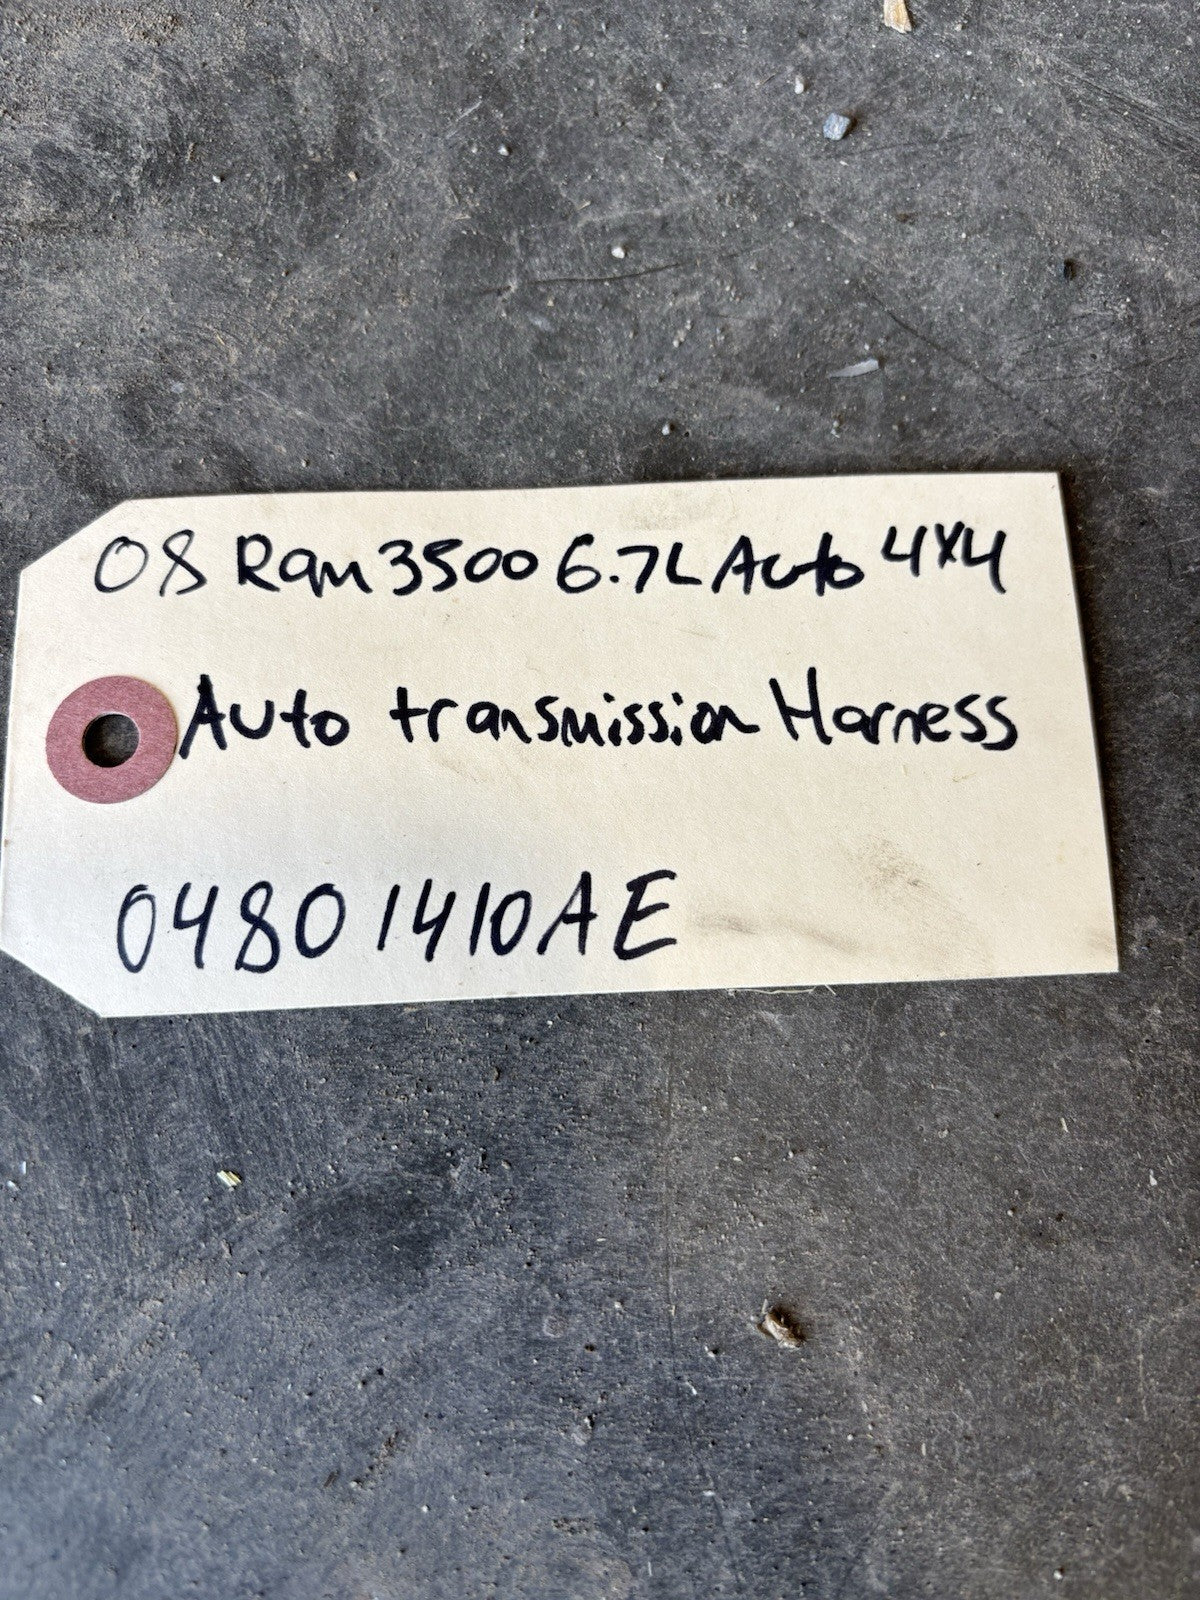 08 Ram 3500 6.7L Auto 4X4
Auto transmission Harness
04801410AE